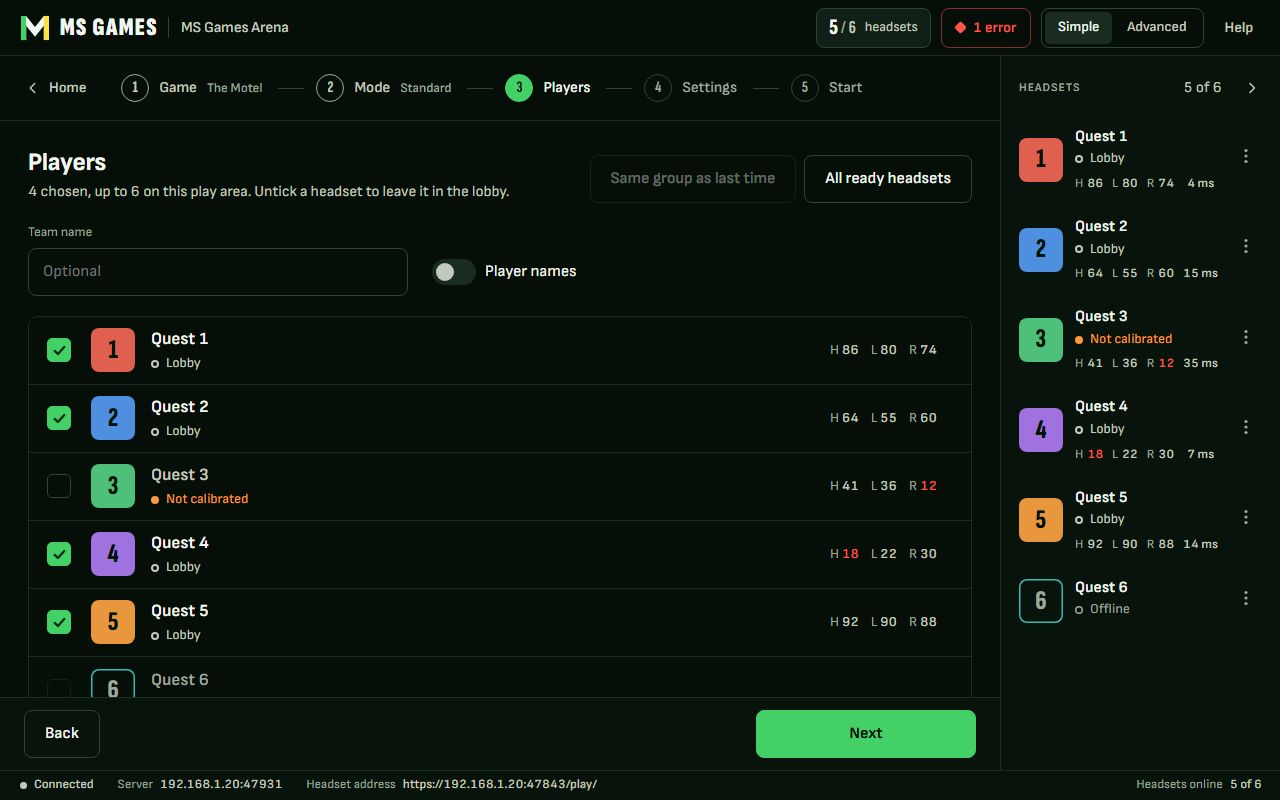 MS GAMES
MS Games Arena
5 / 6 headsets
1 error
Simple
Advanced
Help
Home
1 Game The Motel
2 Mode Standard
3 Players
4 Settings
5 Start
HEADSETS
5 of 6
Players
4 chosen, up to 6 on this play area. Untick a headset to leave it in the lobby.
Same group as last time
All ready headsets
Team name
Optional
Player names
1
Quest 1
Lobby
H 86 L 80 R 74
2
Quest 2
Lobby
H 64 L 55 R 60
3
Quest 3
Not calibrated
H 41 L 36 R 12
4
Quest 4
Lobby
H 18 L 22 R 30
5
Quest 5
Lobby
H 92 L 90 R 88
6
Quest 6
1
Quest 1
Lobby
H 86 L 80 R 74 4 ms
2
Quest 2
Lobby
H 64 L 55 R 60 15 ms
3
Quest 3
Not calibrated
H 41 L 36 R 12 35 ms
4
Quest 4
Lobby
H 18 L 22 R 30 7 ms
5
Quest 5
Lobby
H 92 L 90 R 88 14 ms
6
Quest 6
Offline
Back
Next
Connected
Server 192.168.1.20:47931
Headset address https://192.168.1.20:47843/play/
Headsets online 5 of 6